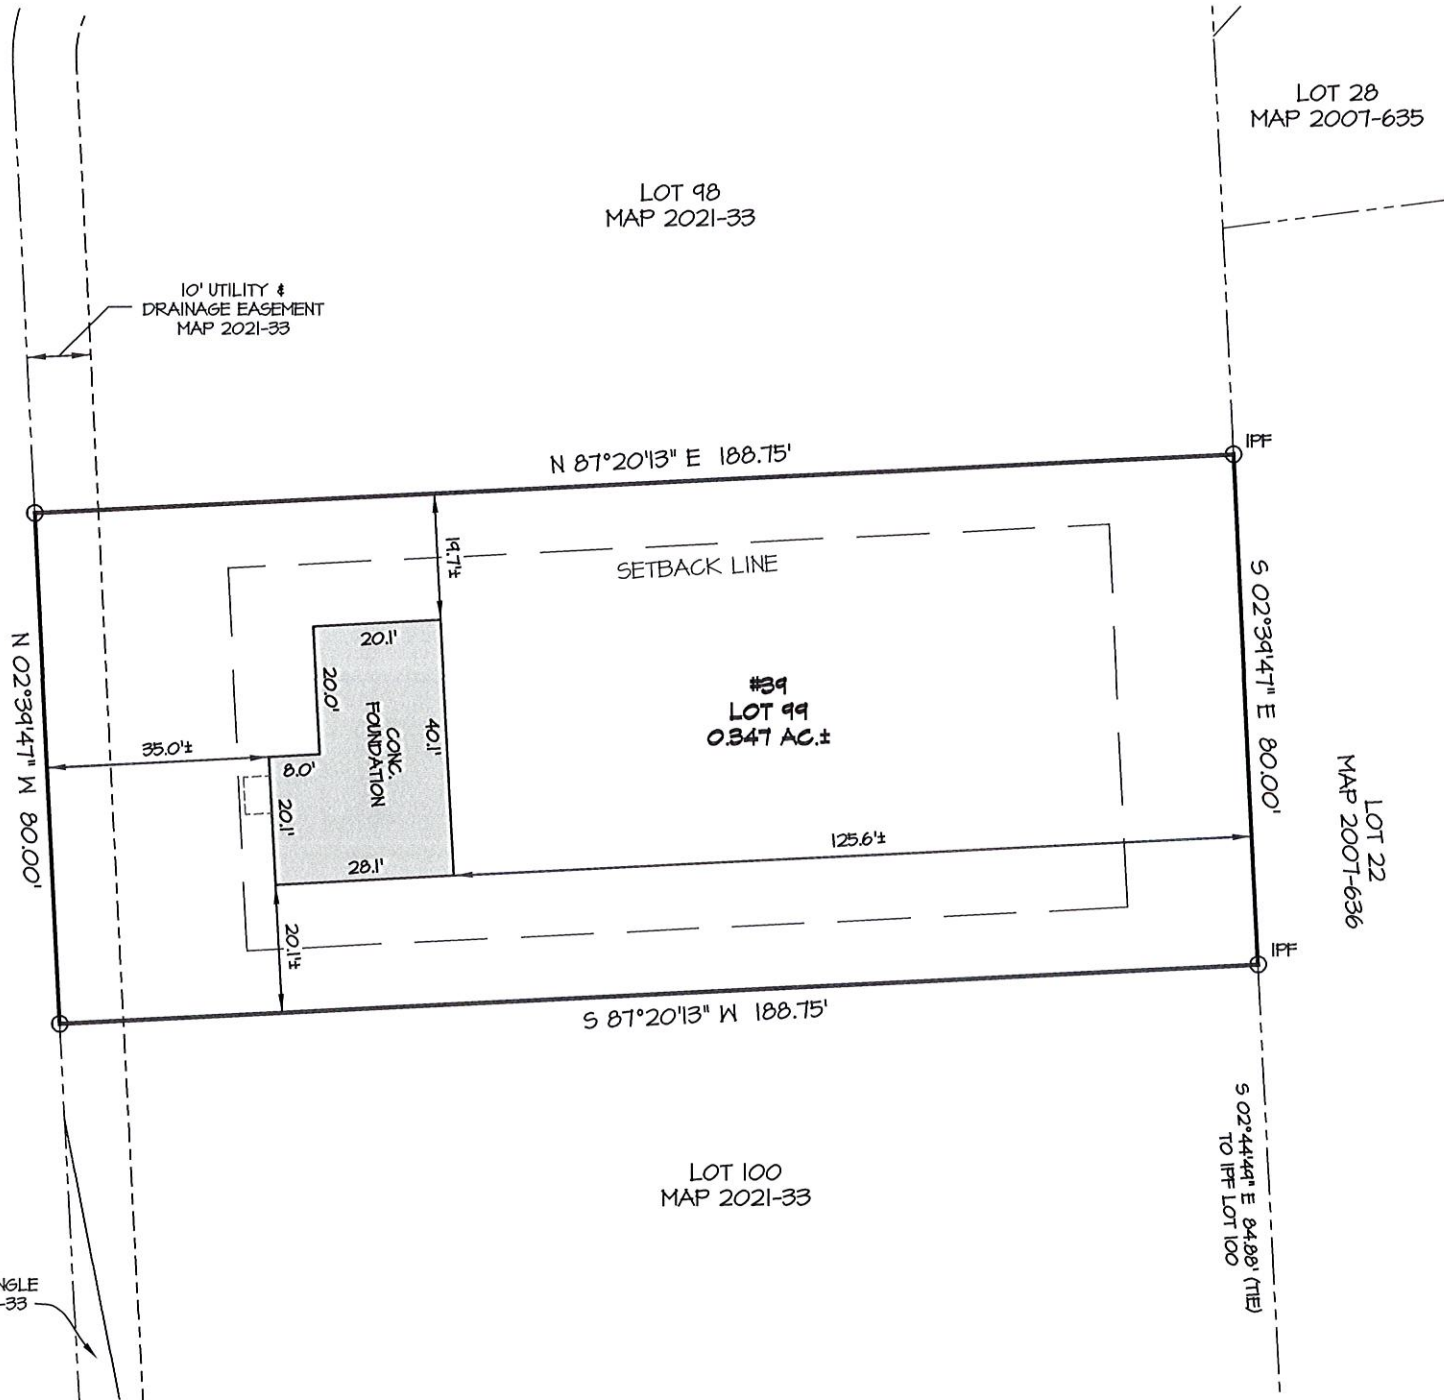 LOT 28
MAP 2007-635
LOT 98
MAP 2021-33
10' UTILITY &
DRAINAGE EASEMENT
MAP 2021-33
N 87°20'13" E 188.75'
IPF
19.7'±
SETBACK LINE
S 02°39'47" E 80.00'
N 02°39'47" W 80.00'
20.1'
20.0'
CONC.
FOUNDATION
40.1'
#39
LOT 99
0.347 AC.±
35.0'±
8.0'
20.1'
28.1'
125.6'±
LOT 22
MAP 2007-636
20.1'±
IPF
S 87°20'13" W 188.75'
S 02°44'49" E 84.88' (TIE)
TO IPF LOT 100
LOT 100
MAP 2021-33
NGLE
-33